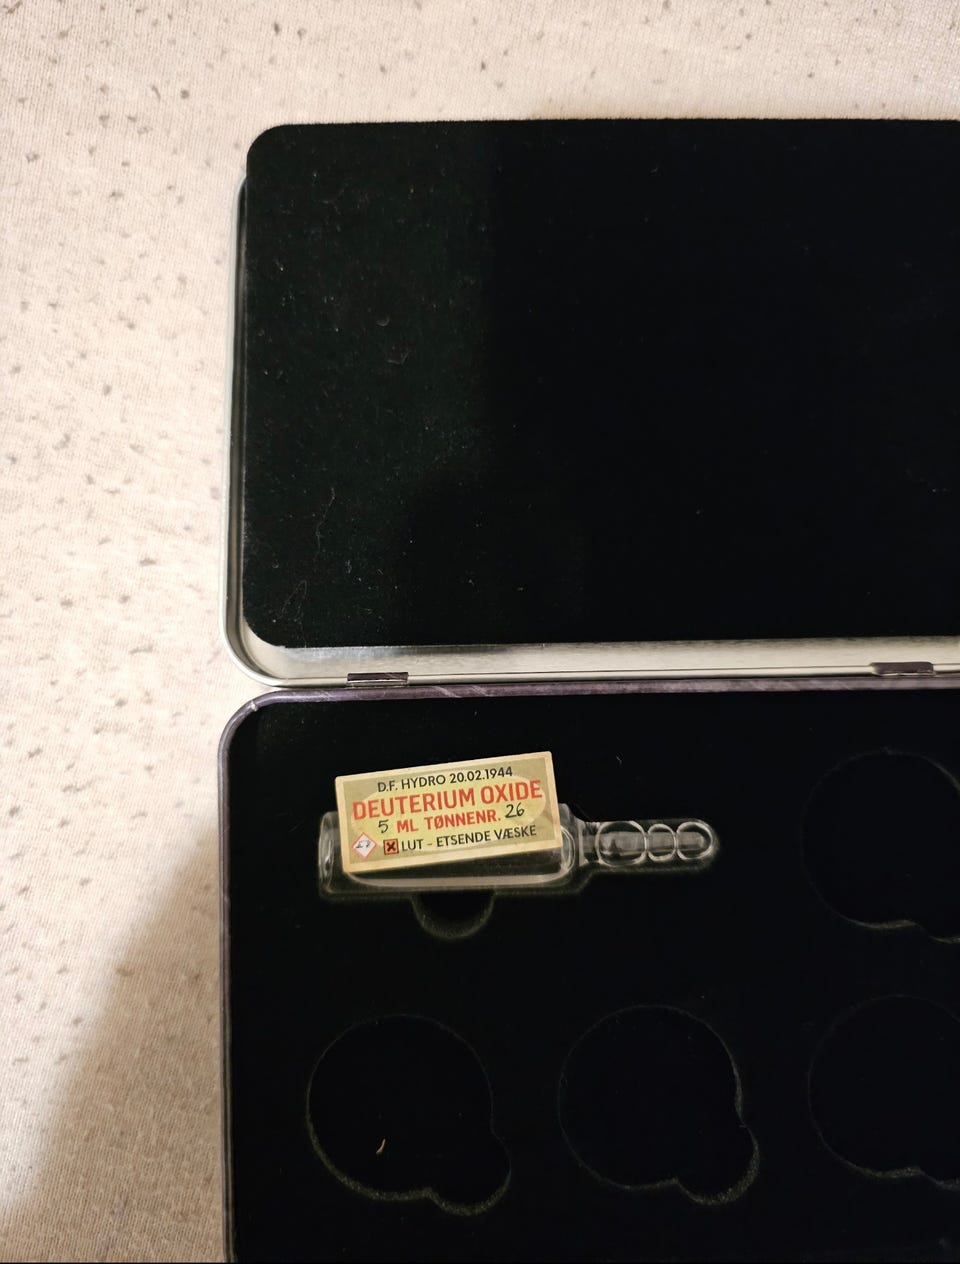 D.F. HYDRO 20.02.1944
DEUTERIUM OXIDE
5 ML TØNNENR. 26
LUT - ETSENDE VÆSKE